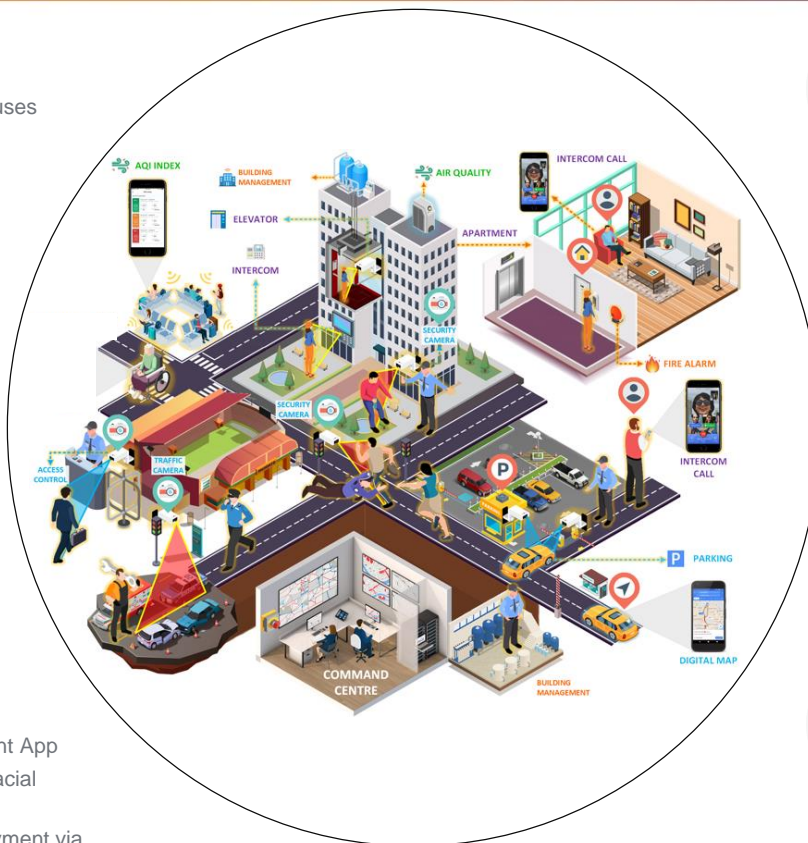 uses
AQI INDEX
BUILDING
MANAGEMENT
AIR QUALITY
INTERCOM CALL
ELEVATOR
APARTMENT
INTERCOM
SECURITY
CAMERA
FIRE ALARM
SECURITY
CAMERA
ACCESS
CONTROL
TRAFFIC
CAMERA
P
INTERCOM
CALL
P PARKING
DIGITAL MAP
COMMAND
CENTRE
BUILDING
MANAGEMENT
nt App
acial
yment via